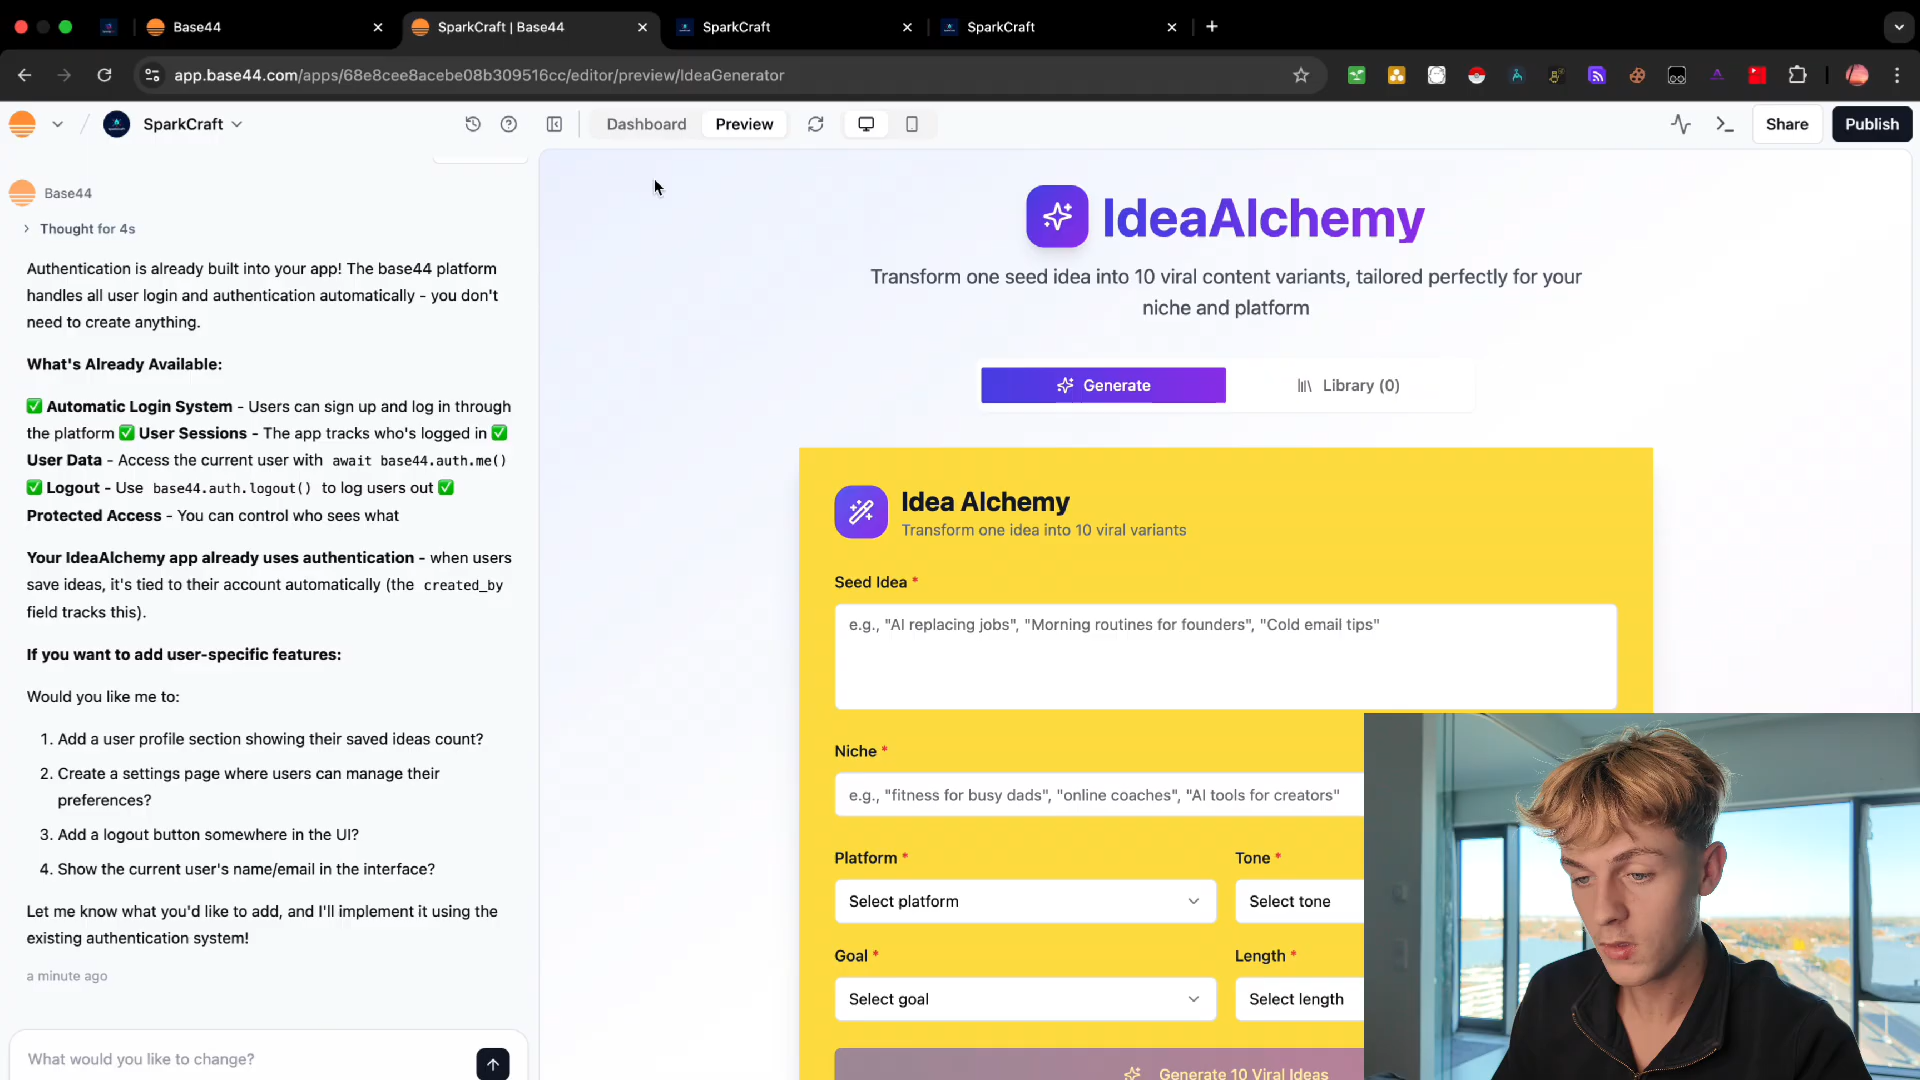 Base44
SparkCraft | Base44
SparkCraft
SparkCraft
app.base44.com/apps/68e8cee8acebe08b309516cc/editor/preview/IdeaGenerator
SparkCraft
Dashboard
Preview
Share
Publish
Base44
Thought for 4s
Authentication is already built into your app! The base44 platform
handles all user login and authentication automatically - you don't
need to create anything.
What's Already Available:
✅ Automatic Login System - Users can sign up and log in through
the platform ✅ User Sessions - The app tracks who's logged in ✅
User Data - Access the current user with await base44.auth.me()
✅ Logout - Use base44.auth.logout() to log users out ✅
Protected Access - You can control who sees what
Your IdeaAlchemy app already uses authentication - when users
save ideas, it's tied to their account automatically (the created_by
field tracks this).
If you want to add user-specific features:
Would you like me to:
1. Add a user profile section showing their saved ideas count?
2. Create a settings page where users can manage their
preferences?
3. Add a logout button somewhere in the UI?
4. Show the current user's name/email in the interface?
Let me know what you'd like to add, and I'll implement it using the
existing authentication system!
a minute ago
What would you like to change?
IdeaAlchemy
Transform one seed idea into 10 viral content variants, tailored perfectly for your
niche and platform
Generate
Library (0)
Idea Alchemy
Transform one idea into 10 viral variants
Seed Idea *
e.g., "AI replacing jobs", "Morning routines for founders", "Cold email tips"
Niche *
e.g., "fitness for busy dads", "online coaches", "AI tools for creators"
Platform *
Tone *
Select platform
Select tone
Goal *
Length *
Select goal
Select length
Generate 10 Viral Ideas